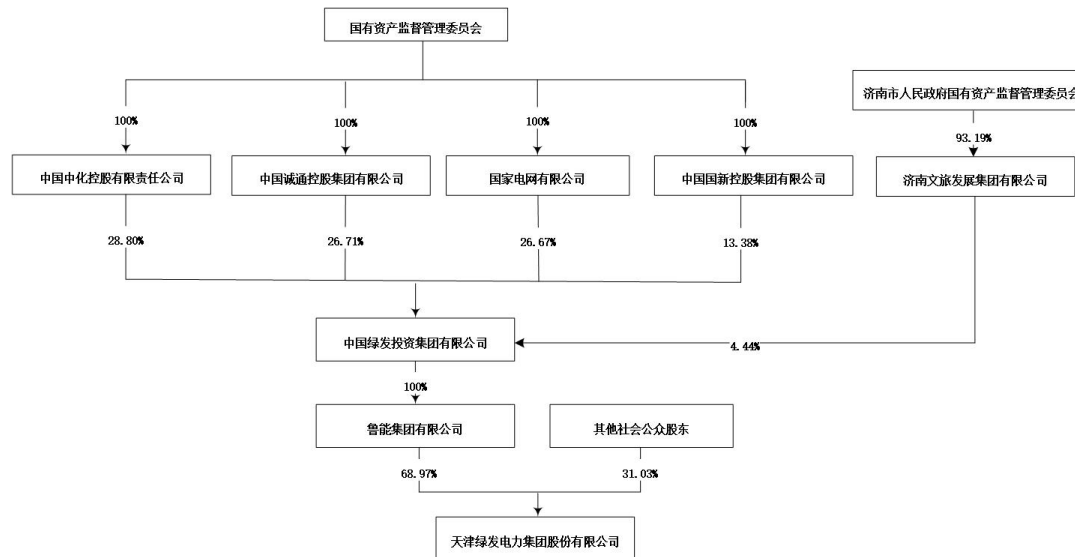 国有资产监督管理委员会
济南市人民政府国有资产监督管理委员会
100%
100%
100%
100%
93.19%
中国中化控股有限责任公司
中国诚通控股集团有限公司
国家电网有限公司
中国国新控股集团有限公司
济南文旅发展集团有限公司
28.80%
26.71%
26.67%
13.38%
中国绿发投资集团有限公司
4.44%
100%
鲁能集团有限公司
其他社会公众股东
68.97%
31.03%
天津绿发电力集团股份有限公司